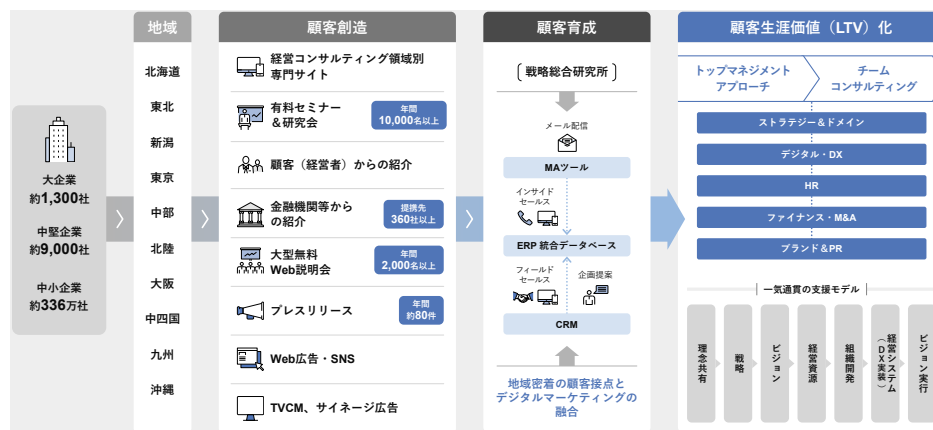 大企業
約1,300社
中堅企業
約9,000社
中小企業
約336万社
地域
北海道
東北
新潟
東京
中部
北陸
大阪
中四国
九州
沖縄
顧客創造
経営コンサルティング領域別
専門サイト
有料セミナー
＆研究会
年間
10,000名以上
顧客（経営者）からの紹介
金融機関等から
の紹介
提携先
360社以上
大型無料
Web説明会
年間
2,000名以上
プレスリリース
年間
約80件
Web広告・SNS
TVCM、サイネージ広告
顧客育成
戦略総合研究所
メール配信
MAツール
インサイド
セールス
ERP 統合データベース
フィールド
セールス
企画提案
CRM
地域密着の顧客接点と
デジタルマーケティングの
融合
顧客生涯価値（LTV）化
トップマネジメント
アプローチ
チーム
コンサルティング
ストラテジー＆ドメイン
デジタル・DX
HR
ファイナンス・M&A
ブランド＆PR
一気通貫の支援モデル
理念共有
戦略
ビジョン
経営資源
組織開発
経営システム
（DX実装）
ビジョン実行